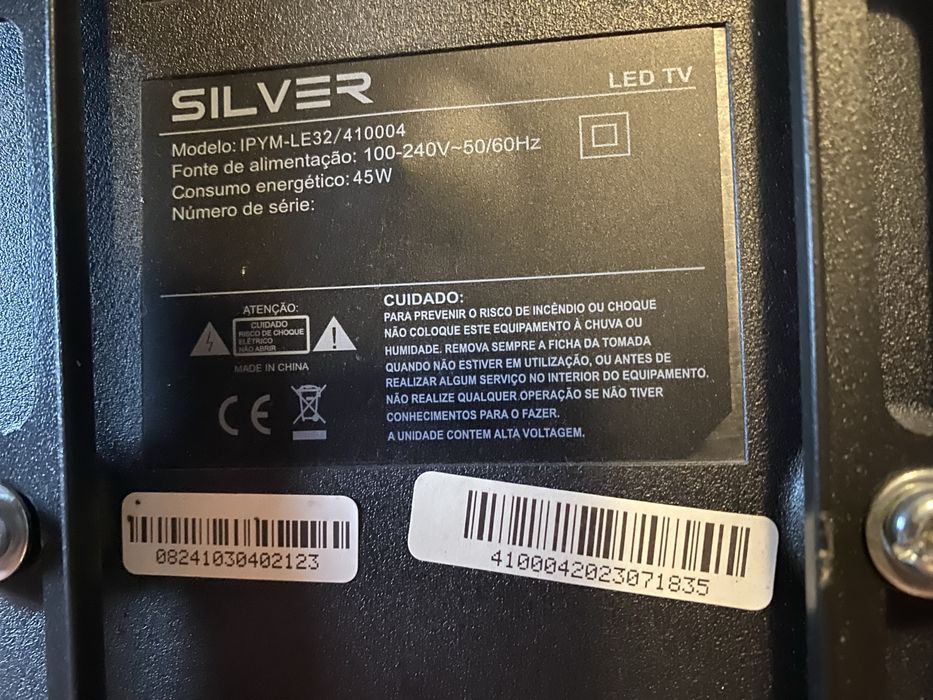 SILVER
LED TV
Modelo: IPYM-LE32/410004
Fonte de alimentação: 100-240V~50/60Hz
Consumo energético: 45W
Número de série:
ATENÇÃO:
CUIDADO
RISCO DE CHOQUE
ELÉTRICO
NÃO ABRIR
MADE IN CHINA
CE
CUIDADO:
PARA PREVENIR O RISCO DE INCÊNDIO OU CHOQUE
NÃO COLOQUE ESTE EQUIPAMENTO À CHUVA OU
HUMIDADE. REMOVA SEMPRE A FICHA DA TOMADA
QUANDO NÃO ESTIVER EM UTILIZAÇÃO, OU ANTES DE
REALIZAR ALGUM SERVIÇO NO INTERIOR DO EQUIPAMENTO.
NÃO REALIZE QUALQUER OPERAÇÃO SE NÃO TIVER
CONHECIMENTOS PARA O FAZER.
A UNIDADE CONTEM ALTA VOLTAGEM.
08241030402123
4100042023071835